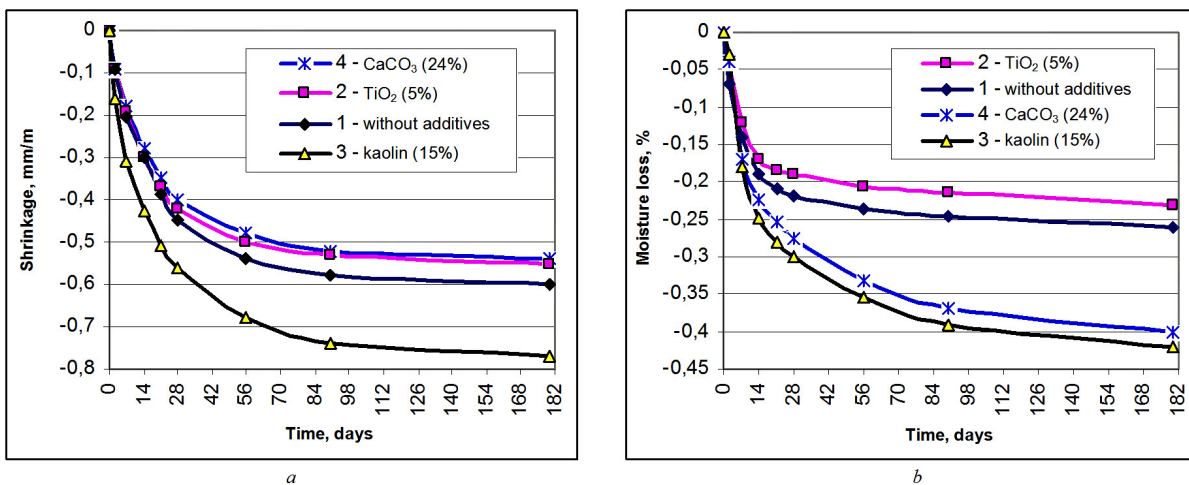 0
-0,1
-0,2
-0,3
-0,4
-0,5
-0,6
-0,7
-0,8
Shrinkage, mm/m
4 - CaCO₃ (24%)
2 - TiO₂ (5%)
1 - without additives
3 - kaolin (15%)
0 14 28 42 56 70 84 98 112 126 140 154 168 182
Time, days
a
0
-0,05
-0,1
-0,15
-0,2
-0,25
-0,3
-0,35
-0,4
-0,45
Moisture loss, %
2 - TiO₂ (5%)
1 - without additives
4 - CaCO₃ (24%)
3 - kaolin (15%)
0 14 28 42 56 70 84 98 112 126 140 154 168 182
Time, days
b